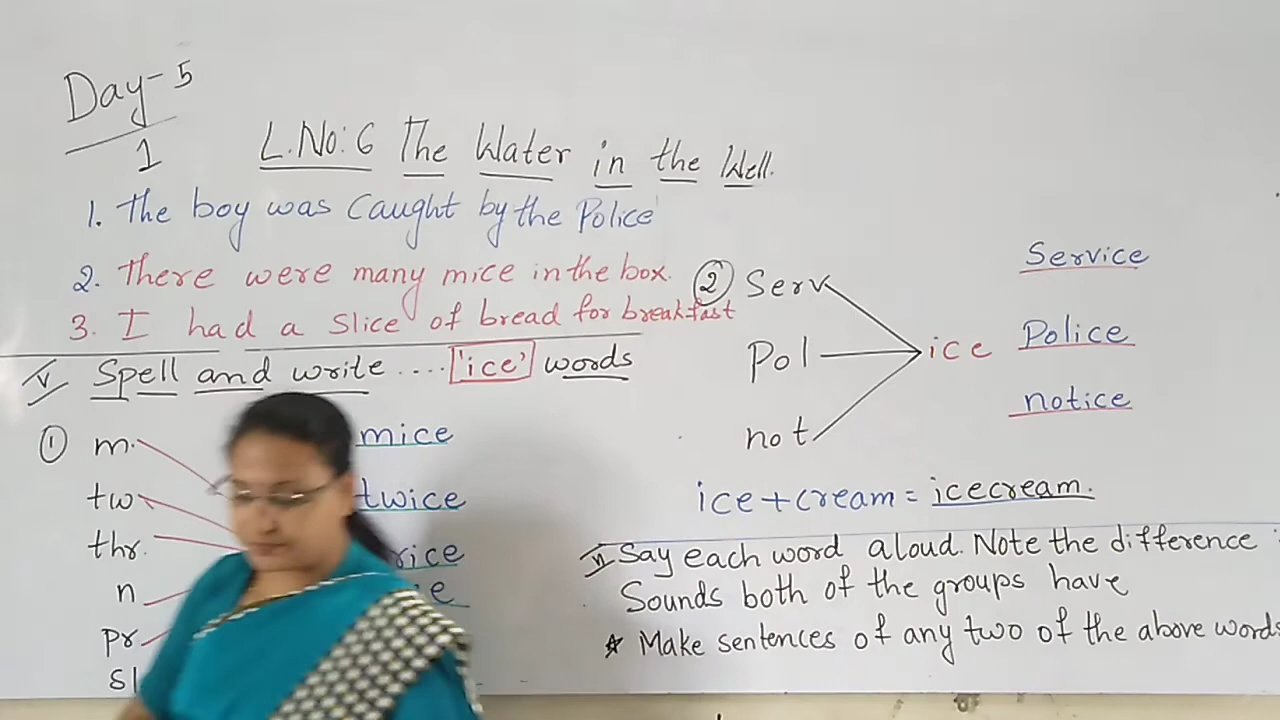 Day-5
1
L.No:6 The Water in the Well.
1. The boy was caught by the Police
2. There were many mice in the box.
3. I had a slice of bread for breakfast
V Spell and write .... 'ice' words
① m. mice
tw twice
thr. rice
n e
pr
sl
② Serv Service
Pol ice Police
not notice
ice + cream = icecream.
Say each word aloud. Note the difference
Sounds both of the groups have
* Make sentences of any two of the above words